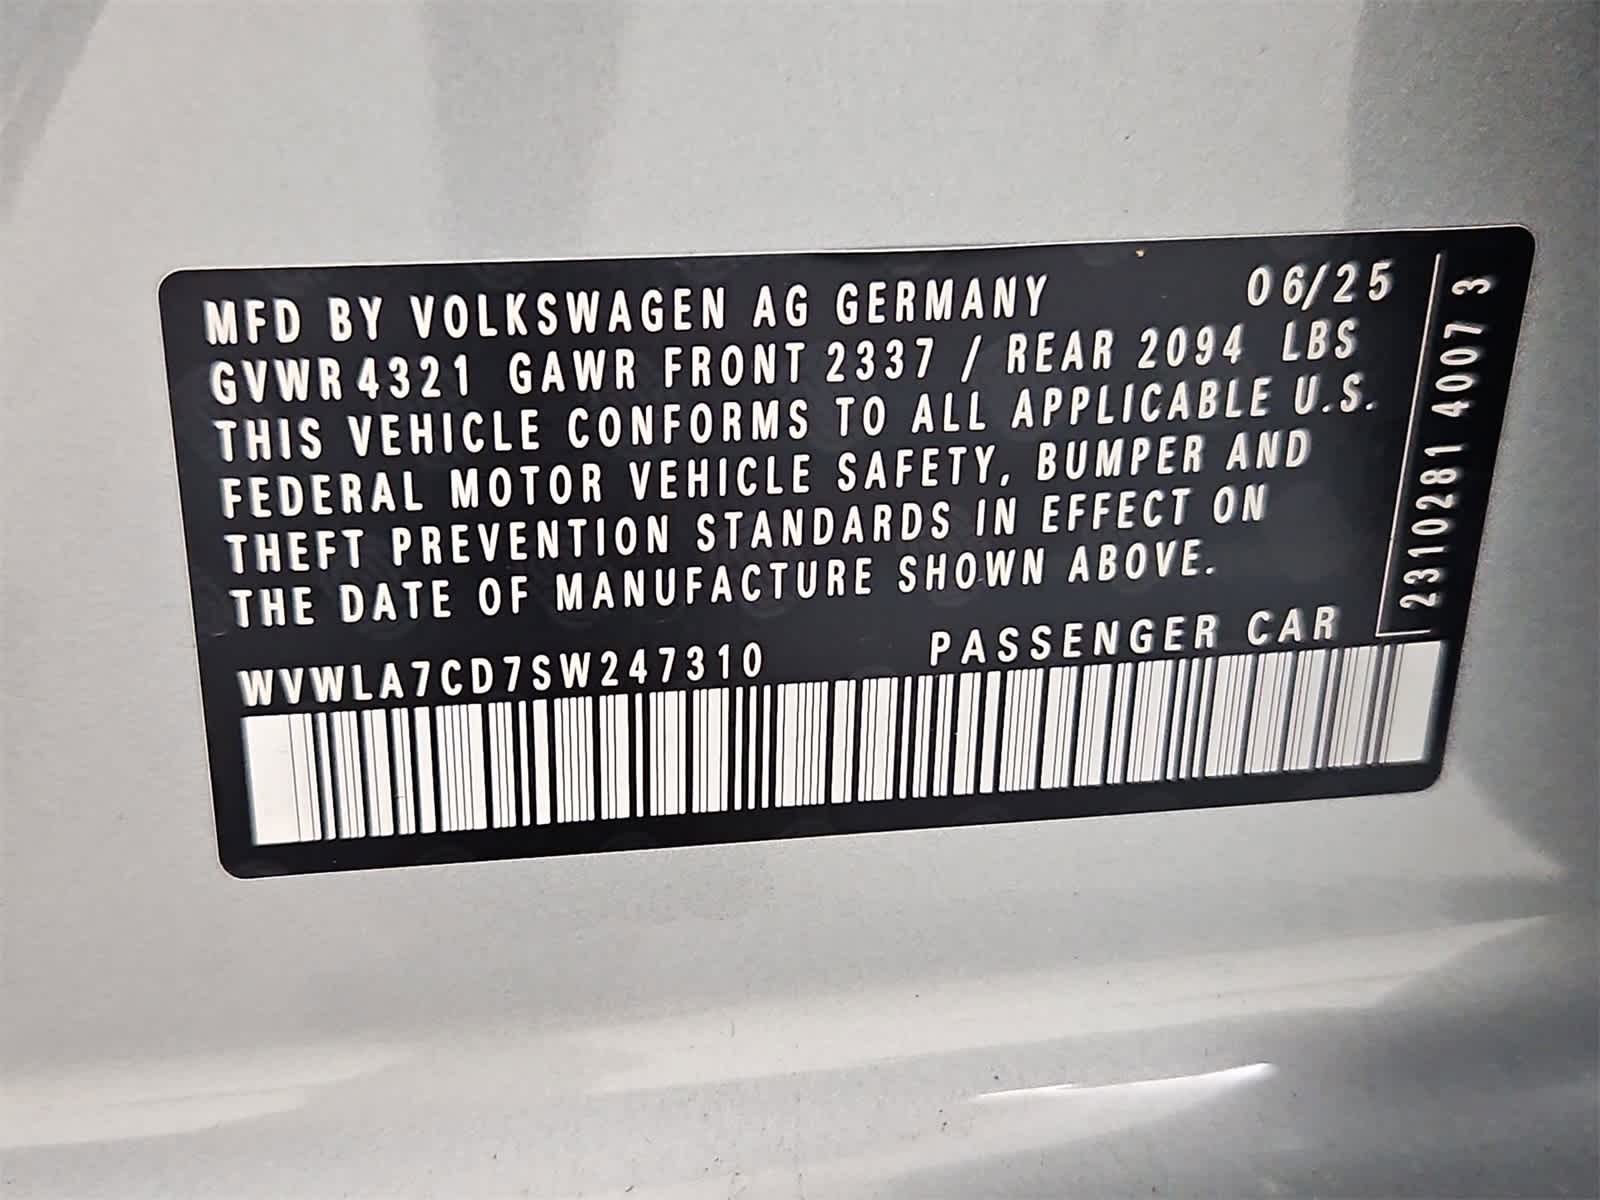 MFD BY VOLKSWAGEN AG GERMANY 06/25
GVWR 4321 GAWR FRONT 2337 / REAR 2094 LBS
THIS VEHICLE CONFORMS TO ALL APPLICABLE U.S.
FEDERAL MOTOR VEHICLE SAFETY, BUMPER AND
THEFT PREVENTION STANDARDS IN EFFECT ON
THE DATE OF MANUFACTURE SHOWN ABOVE.
WVWLA7CD7SW247310 PASSENGER CAR
2310281 4007 3